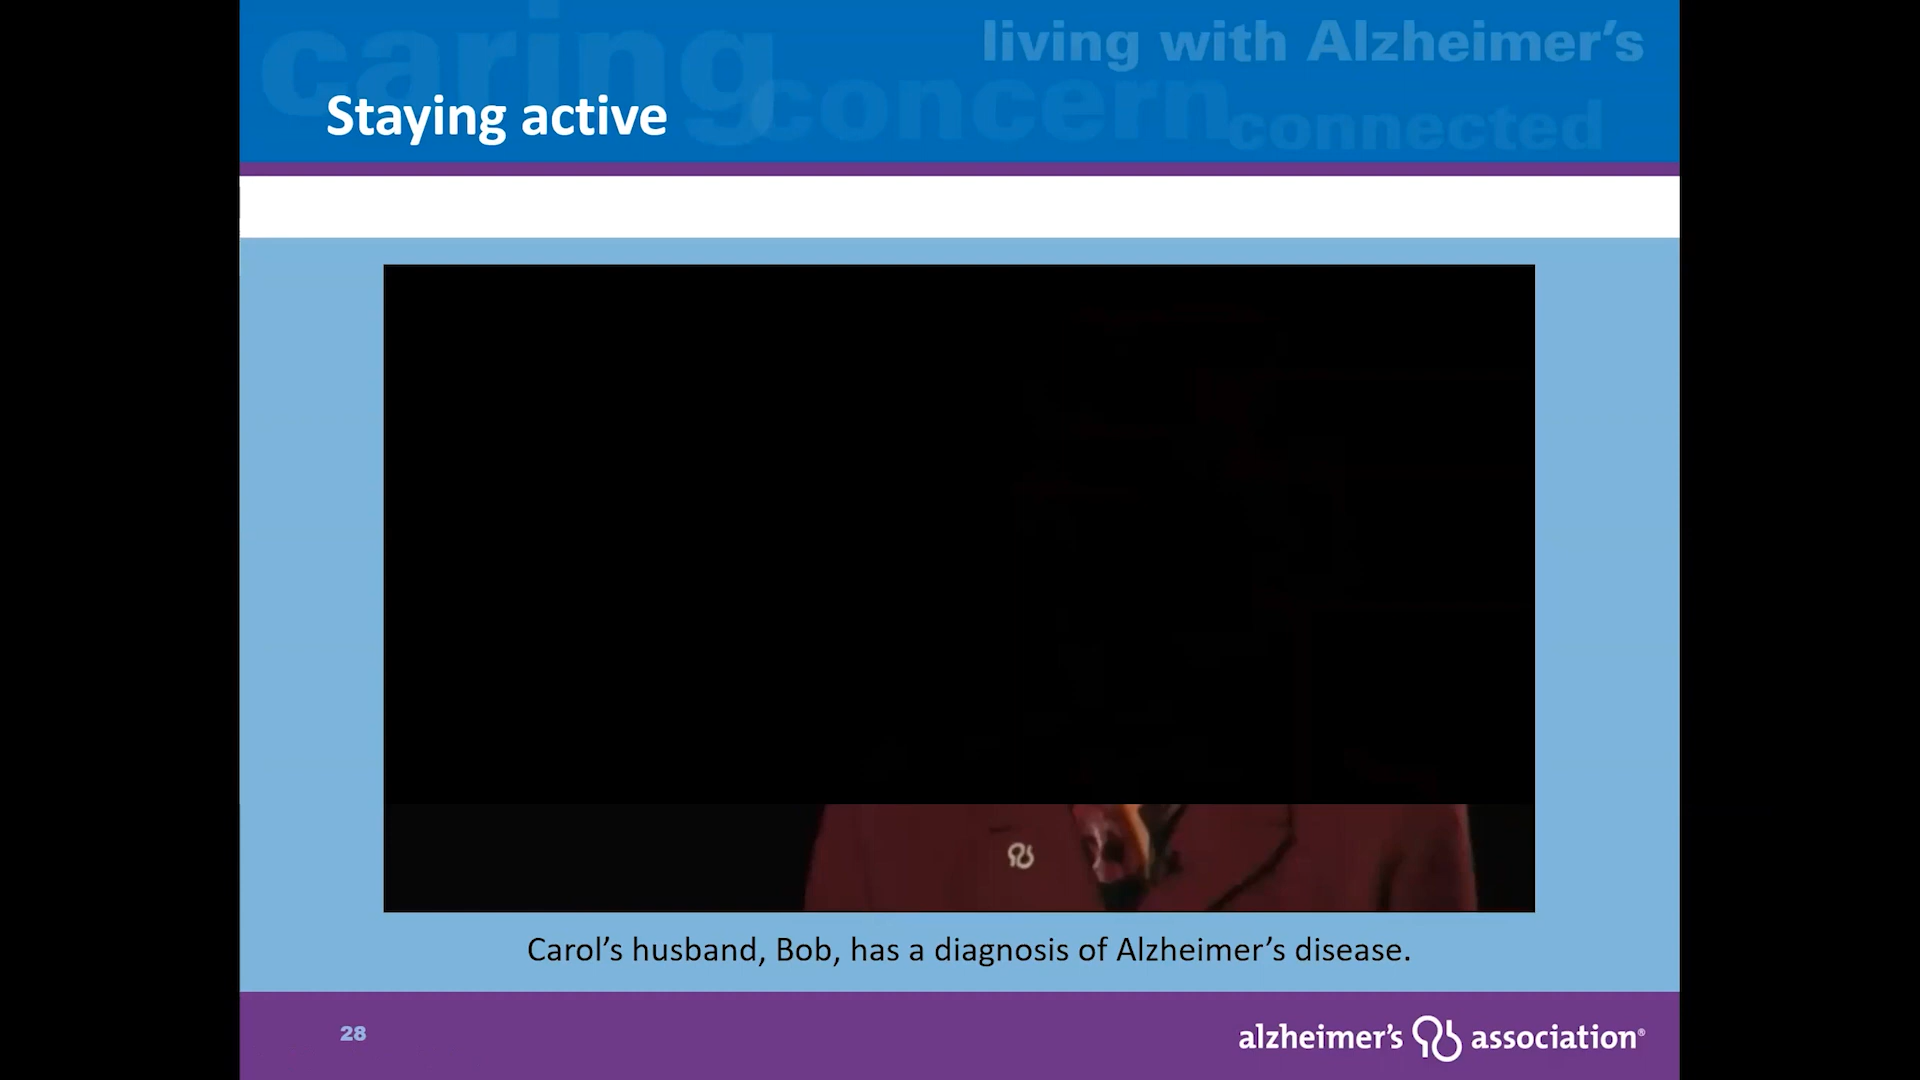 caring
living with Alzheimer's
concern
connected
Staying active
Carol's husband, Bob, has a diagnosis of Alzheimer's disease.
28
alzheimer's association®